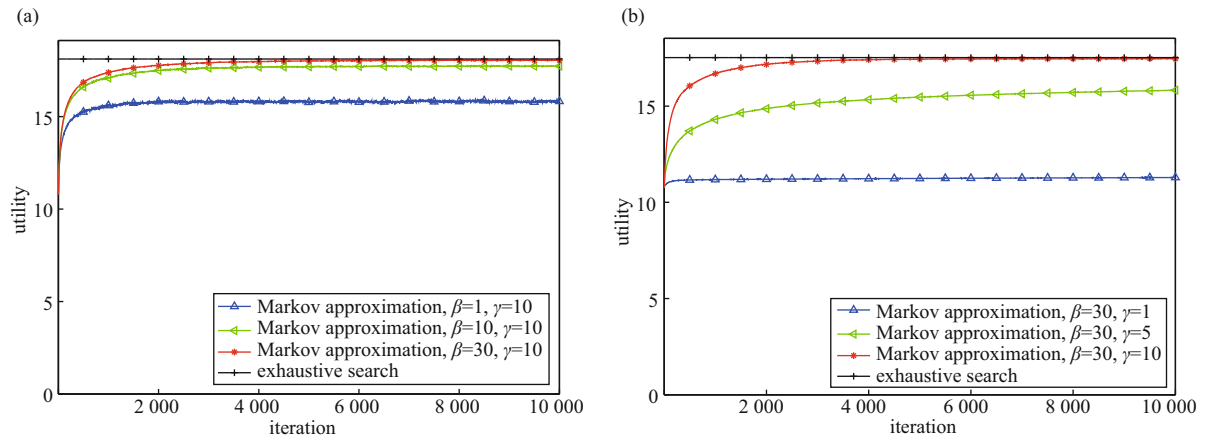 (a)
15
10
5
0
utility
2 000
4 000
6 000
8 000
10 000
iteration
Markov approximation, β=1, γ=10
Markov approximation, β=10, γ=10
Markov approximation, β=30, γ=10
exhaustive search
(b)
15
10
5
0
utility
2 000
4 000
6 000
8 000
10 000
iteration
Markov approximation, β=30, γ=1
Markov approximation, β=30, γ=5
Markov approximation, β=30, γ=10
exhaustive search